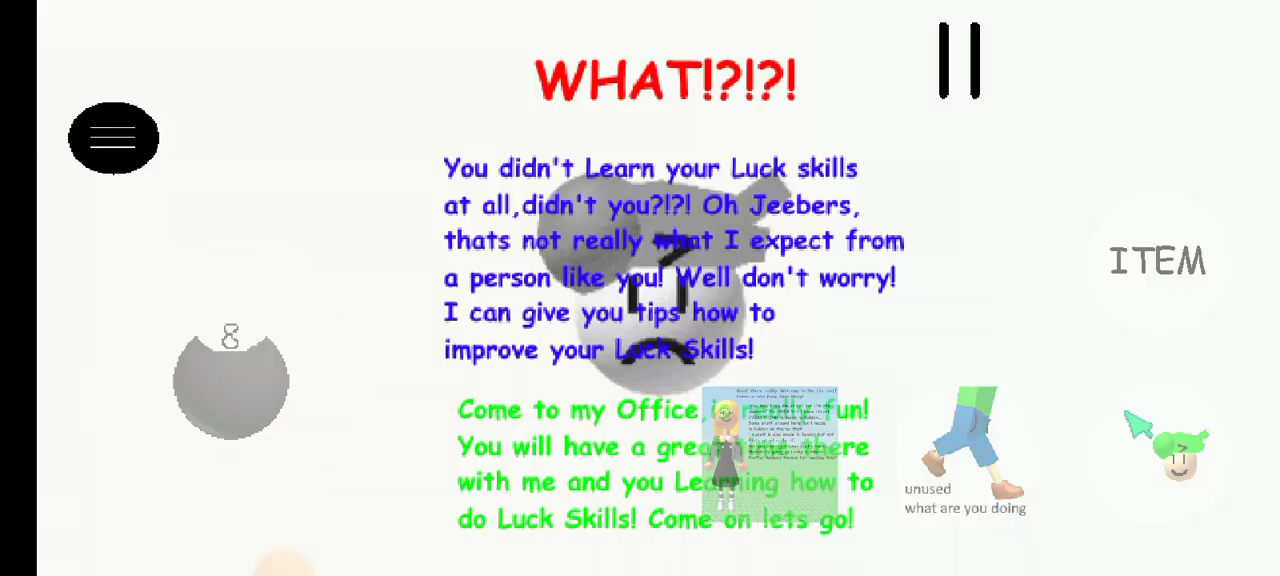 WHAT!?!?!
You didn't Learn your Luck skills
at all,didn't you?!?! Oh Jeebers,
thats not really what I expect from
a person like you! Well don't worry!
I can give you tips how to
improve your Luck Skills!
ITEM
8
Come to my Office, fun!
You will have a great there
with me and you Learning how to
do Luck Skills! Come on lets go!
unused
what are you doing